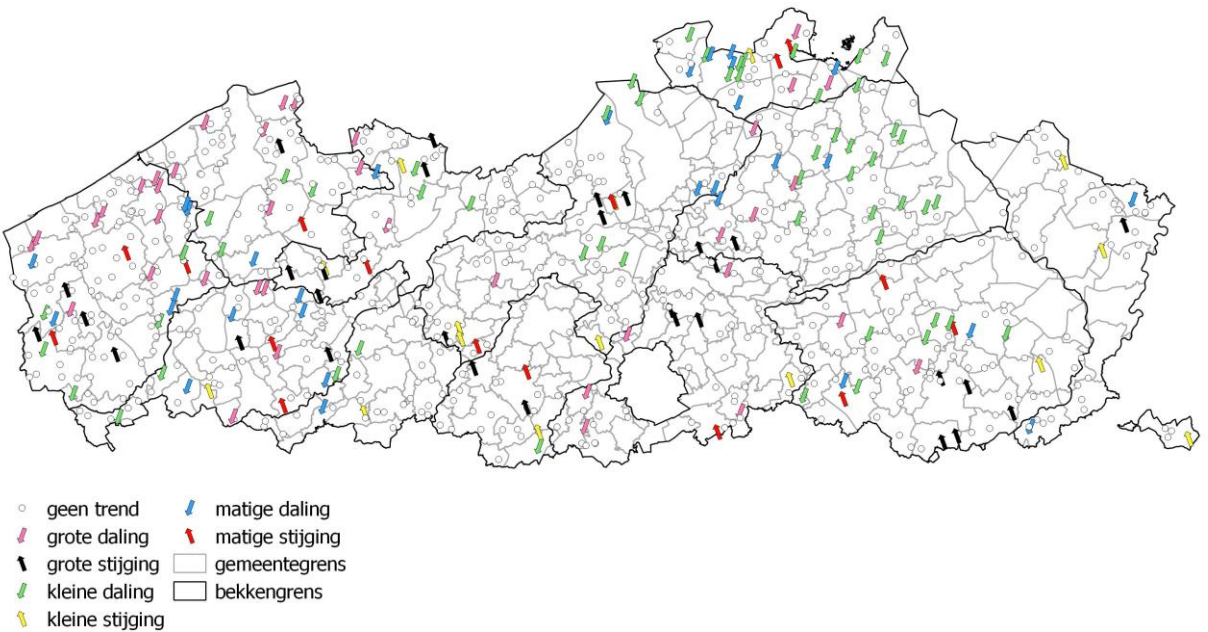 geen trend
grote daling
grote stijging
kleine daling
kleine stijging
matige daling
matige stijging
gemeentegrens
bekkengrens